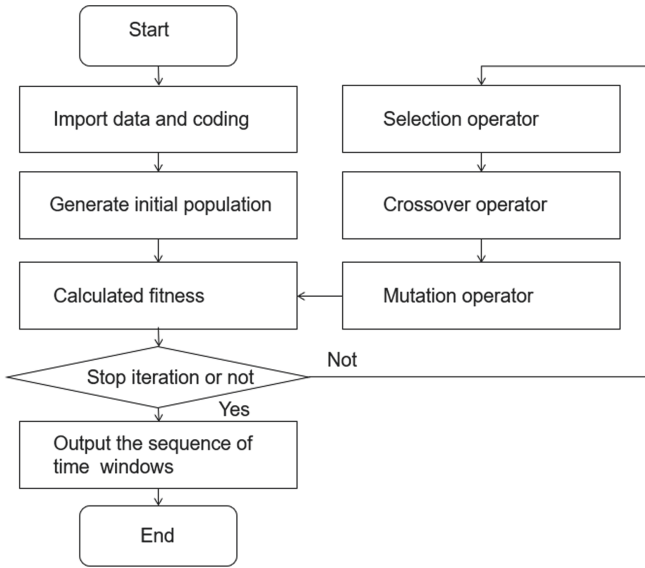 Start
Import data and coding
Generate initial population
Calculated fitness
Stop iteration or not
Yes
Output the sequence of
time windows
End
Not
Selection operator
Crossover operator
Mutation operator